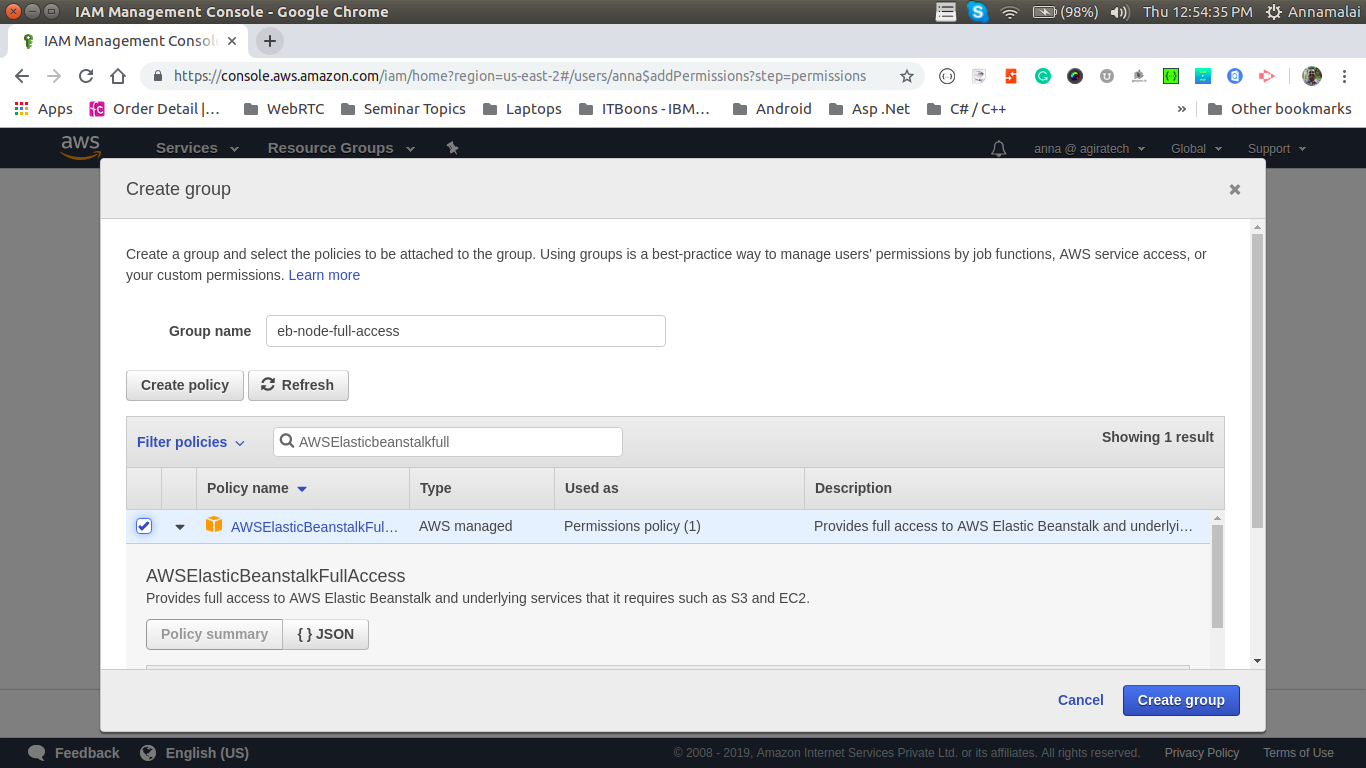 IAM Management Console - Google Chrome
(98%) Thu 12:54:35 PM Annamalai
IAM Management Consol
https://console.aws.amazon.com/iam/home?region=us-east-2#/users/anna$addPermissions?step=permissions
Apps Order Detail |... WebRTC Seminar Topics Laptops ITBoons - IBM... Android Asp .Net C# / C++ » Other bookmarks
aws Services Resource Groups anna @ agiratech Global Support
Create group
Create a group and select the policies to be attached to the group. Using groups is a best-practice way to manage users' permissions by job functions, AWS service access, or
your custom permissions. Learn more
Group name eb-node-full-access
Create policy Refresh
Filter policies AWSElasticbeanstalkfull Showing 1 result
Policy name Type Used as Description
AWSElasticBeanstalkFul... AWS managed Permissions policy (1) Provides full access to AWS Elastic Beanstalk and underlyi...
AWSElasticBeanstalkFullAccess
Provides full access to AWS Elastic Beanstalk and underlying services that it requires such as S3 and EC2.
Policy summary { } JSON
Cancel Create group
Feedback English (US) © 2008 - 2019, Amazon Internet Services Private Ltd. or its affiliates. All rights reserved. Privacy Policy Terms of Use